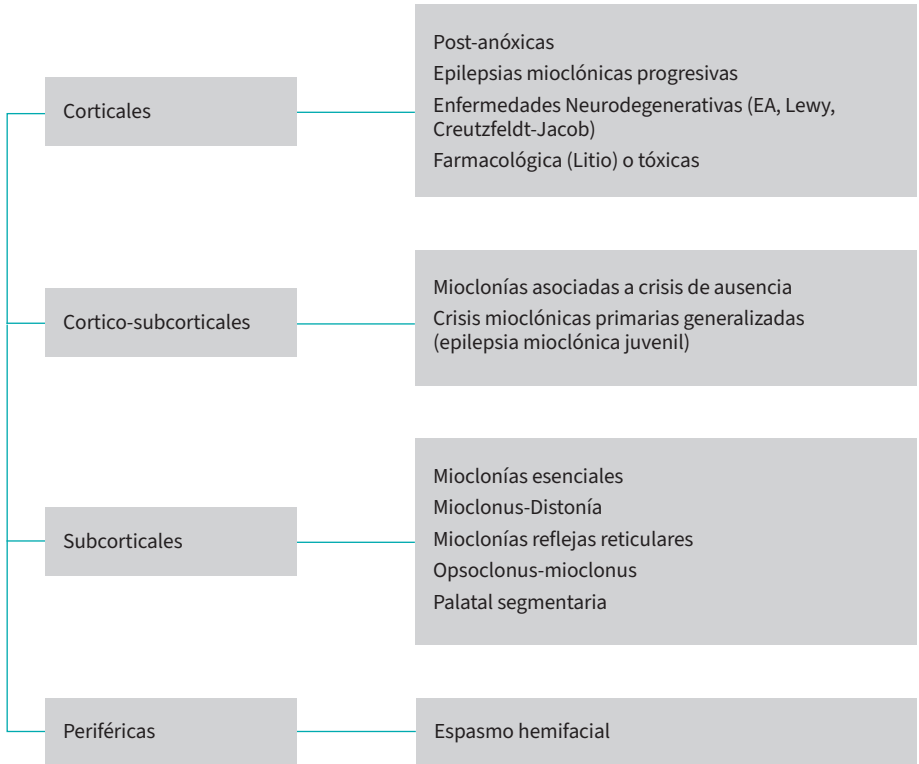 Corticales
Post-anóxicas
Epilepsias mioclónicas progresivas
Enfermedades Neurodegenerativas (EA, Lewy,
Creutzfeldt-Jacob)
Farmacológica (Litio) o tóxicas
Cortico-subcorticales
Mioclonías asociadas a crisis de ausencia
Crisis mioclónicas primarias generalizadas
(epilepsia mioclónica juvenil)
Subcorticales
Mioclonías esenciales
Mioclonus-Distonía
Mioclonías reflejas reticulares
Opsoclonus-mioclonus
Palatal segmentaria
Periféricas
Espasmo hemifacial